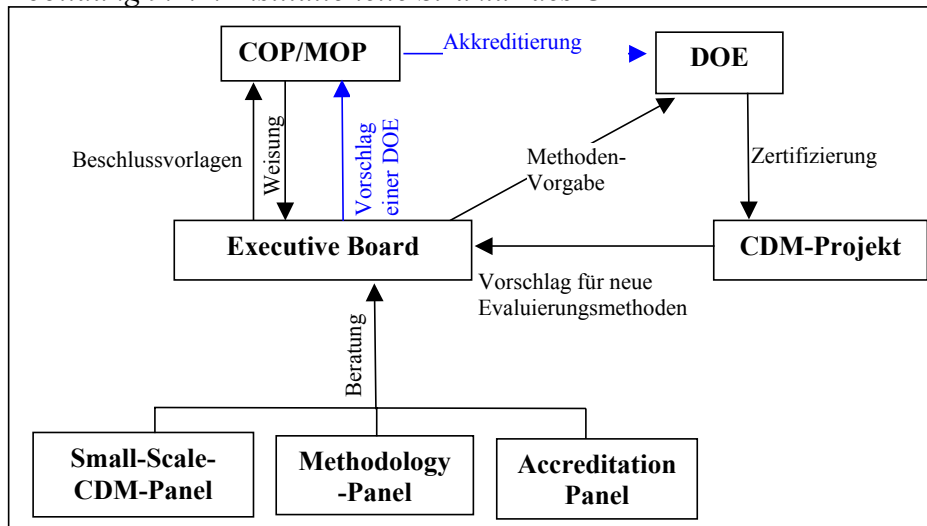 COP/MOP
Akkreditierung
DOE
Beschlussvorlagen
Weisung
Vorschlag
einer DOE
Methoden-
Vorgabe
Zertifizierung
Executive Board
CDM-Projekt
Vorschlag für neue
Evaluierungsmethoden
Beratung
Small-Scale-
CDM-Panel
Methodology
-Panel
Accreditation
Panel